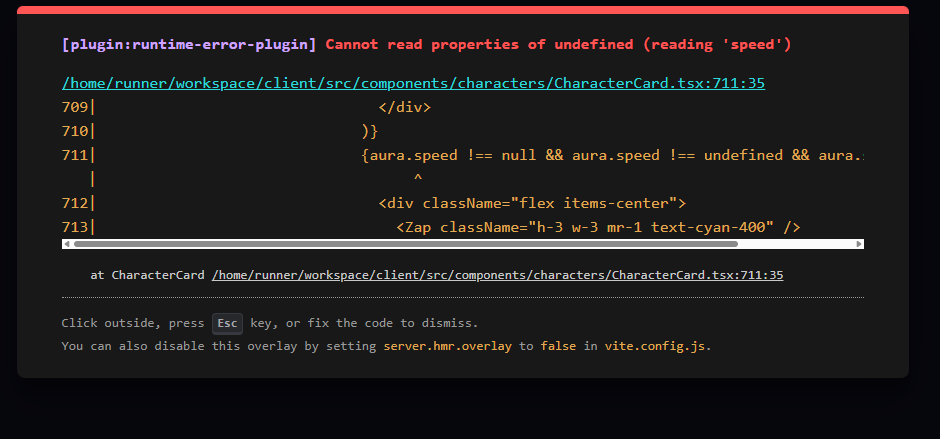 [plugin:runtime-error-plugin] Cannot read properties of undefined (reading 'speed')
/home/runner/workspace/client/src/components/characters/CharacterCard.tsx:711:35
709| </div>
710| )}
711| {aura.speed !== null && aura.speed !== undefined && aura.
| ^
712| <div className="flex items-center">
713| <Zap className="h-3 w-3 mr-1 text-cyan-400" />
at CharacterCard /home/runner/workspace/client/src/components/characters/CharacterCard.tsx:711:35
Click outside, press Esc key, or fix the code to dismiss.
You can also disable this overlay by setting server.hmr.overlay to false in vite.config.js.